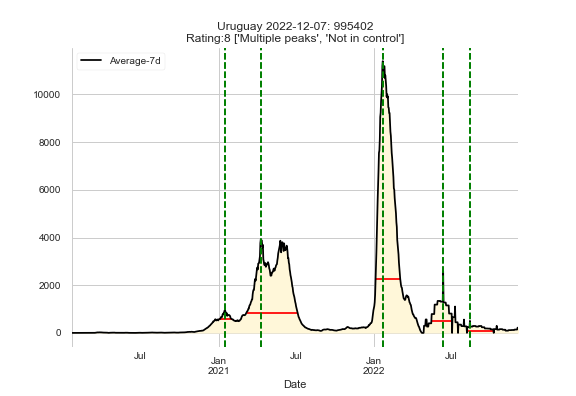 Uruguay 2022-12-07: 995402
Rating:8 ['Multiple peaks', 'Not in control']
Average-7d
10000
8000
6000
4000
2000
0
Jul
Jan
2021
Jul
Jan
2022
Jul
Date